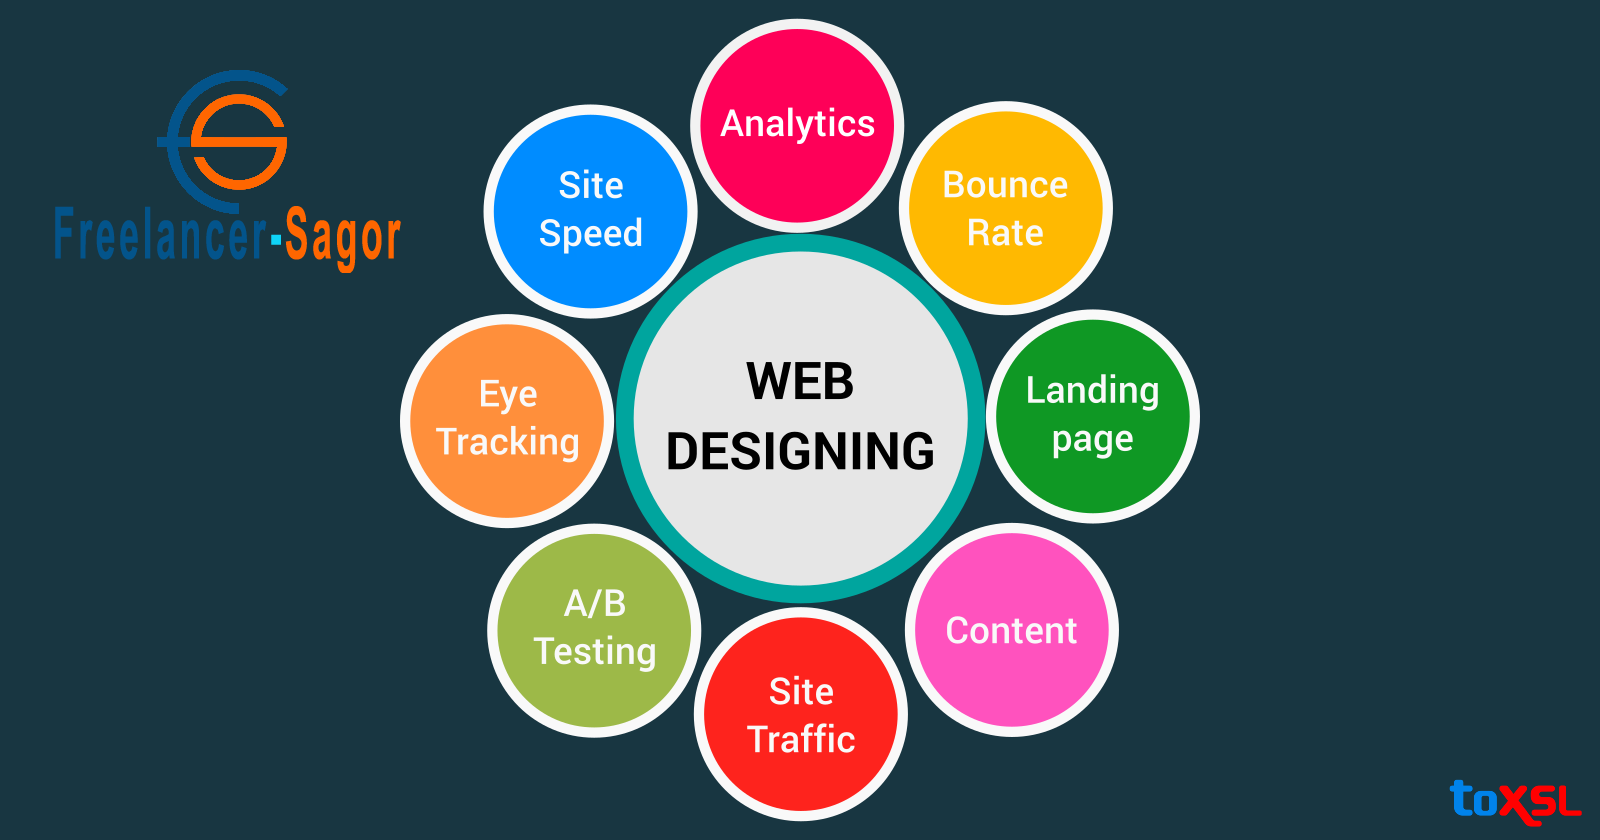 Freelancer-Sagor
Analytics
Bounce
Rate
Landing
page
Content
Site
Traffic
A/B
Testing
Eye
Tracking
Site
Speed
WEB
DESIGNING
toXSL